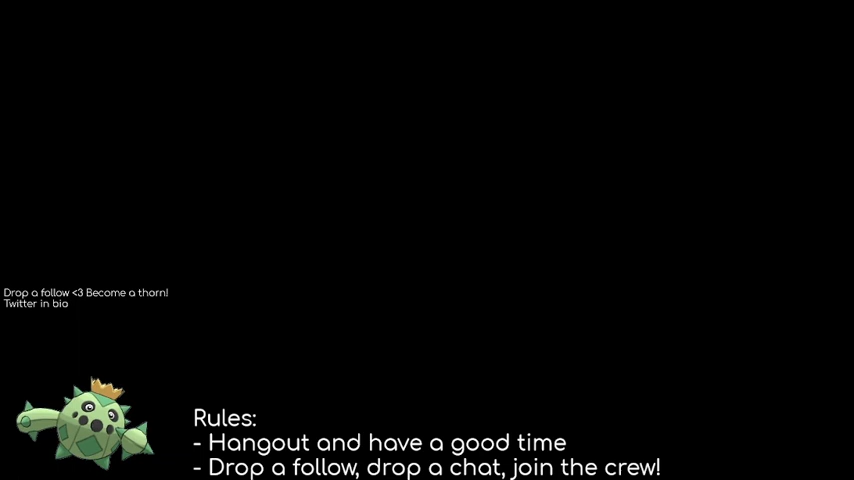 Drop a follow <3 Become a thorn!
Twitter in bio
Rules:
- Hangout and have a good time
- Drop a follow, drop a chat, join the crew!